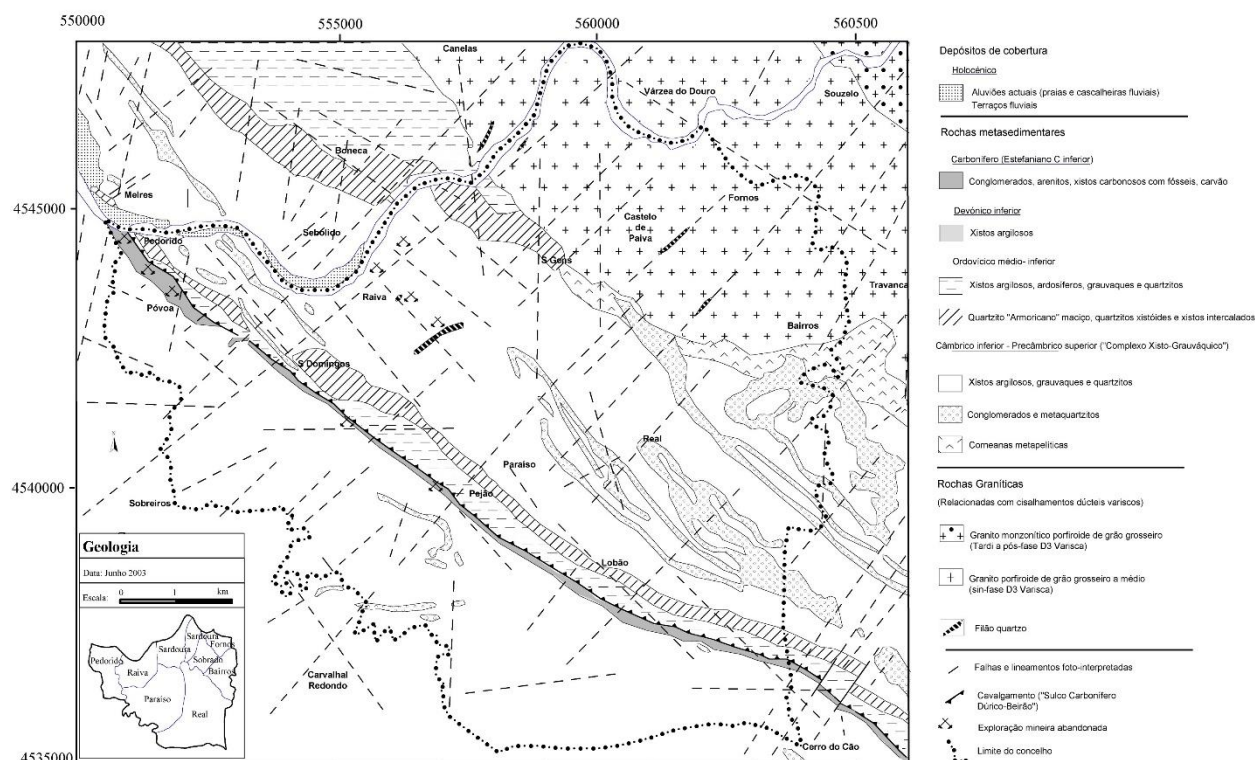 550000
555000
560000
560500
4545000
4540000
4535000
Canelas
Várzea do Douro
Souzelo
Boneca
Melres
Fornos
Castelo
de
Paiva
Sebolido
Pedorido
S Gens
Travanca
Raiva
Póvoa
Bairros
S Domingos
Real
Paraiso
Pejão
Sobreiros
Lobão
Carvalhal
Redondo
Cerro do Cão
N
Geologia
Data: Junho 2003
Escala:
0
1
km
Sardoura
Sardoura
Fornos
Pedorido
Sobrado
Raiva
Bairros
Paraiso
Real
Depósitos de cobertura
Holocénico
Aluviões actuais (praias e cascalheiras fluviais)
Terraços fluviais
Rochas metasedimentares
Carbonífero (Estefaniano C inferior)
Conglomerados, arenitos, xistos carbonosos com fósseis, carvão
Devónico inferior
Xistos argilosos
Ordovícico médio- inferior
Xistos argilosos, ardosiferos, grauvaques e quartzitos
Quartzito "Armoricano" maciço, quartzitos xistóides e xistos intercalados
Câmbrico inferior - Precâmbrico superior ("Complexo Xisto-Grauváquico")
Xistos argilosos, grauvaques e quartzitos
Conglomerados e metaquartzitos
Corneanas metapelíticas
Rochas Graníticas
(Relacionadas com cisalhamentos dúcteis variscos)
Granito monzonítico porfiroide de grão grosseiro
(Tardi a pós-fase D3 Varisca)
Granito porfiroide de grão grosseiro a médio
(sin-fase D3 Varisca)
Filão quartzo
Falhas e lineamentos foto-interpretadas
Cavalgamento ("Sulco Carbonífero
Dúrico-Beirão")
Exploração mineira abandonada
Limite do concelho